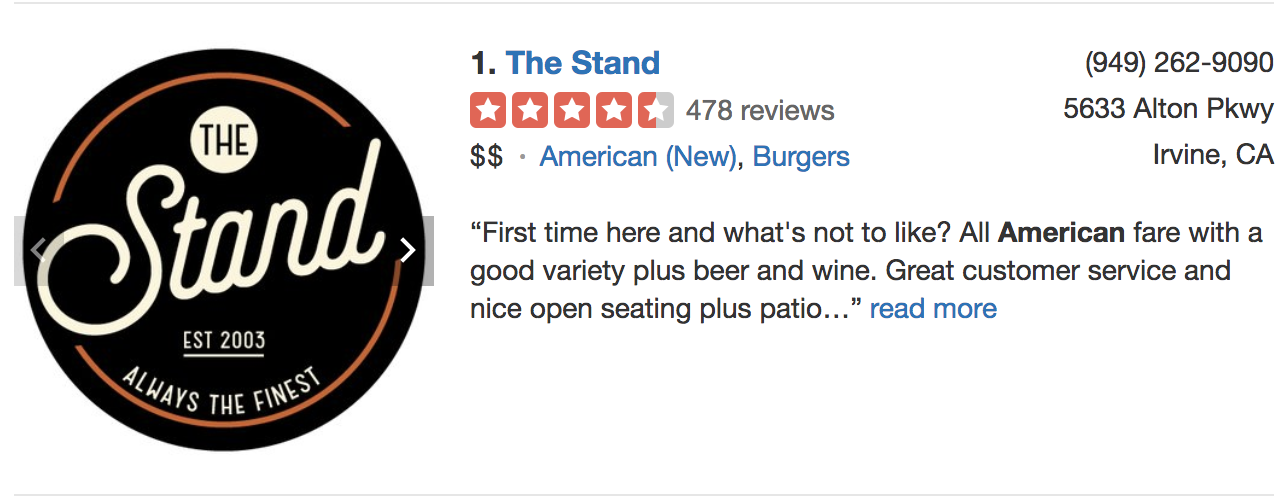 THE
Stand
EST 2003
ALWAYS THE FINEST
1. The Stand
478 reviews
$$ · American (New), Burgers
(949) 262-9090
5633 Alton Pkwy
Irvine, CA
“First time here and what's not to like? All American fare with a
good variety plus beer and wine. Great customer service and
nice open seating plus patio…” read more